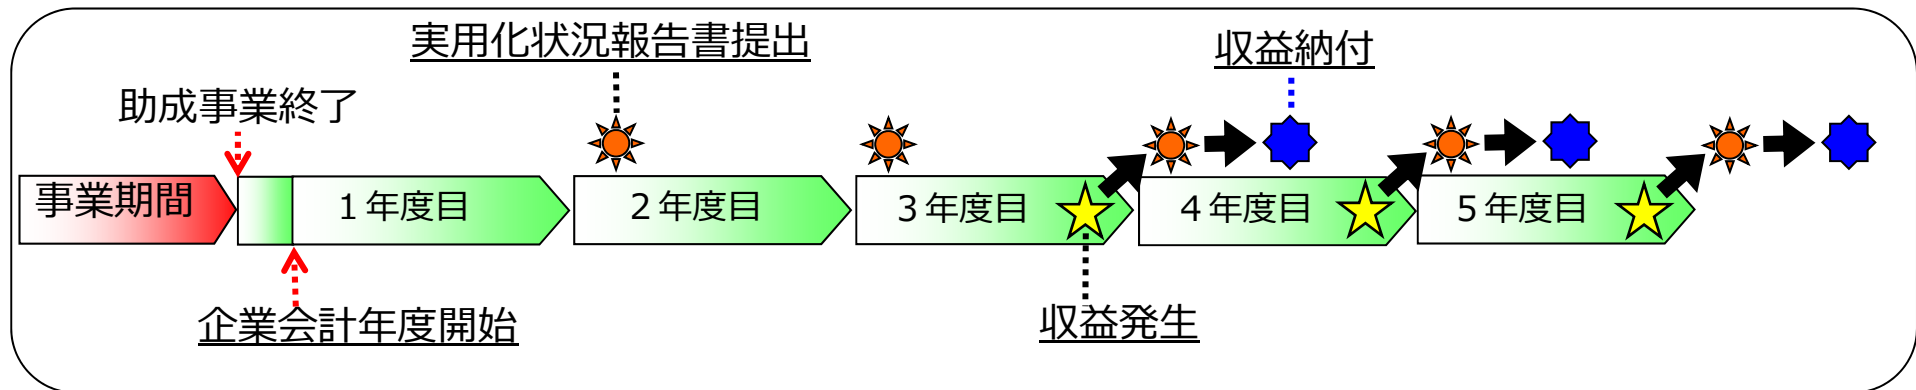 実用化状況報告書提出
収益納付
助成事業終了
事業期間
１年度目
２年度目
３年度目
４年度目
５年度目
企業会計年度開始
収益発生